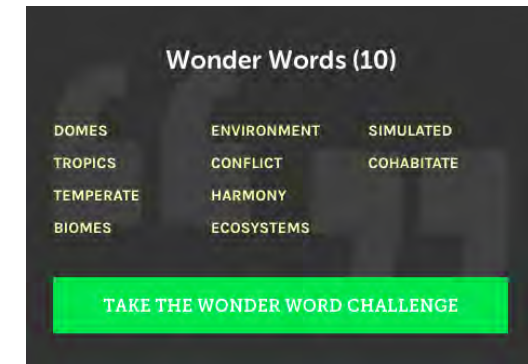 Wonder Words (10)
DOMES ENVIRONMENT SIMULATED
TROPICS CONFLICT COHABITATE
TEMPERATE HARMONY
BIOMES ECOSYSTEMS
TAKE THE WONDER WORD CHALLENGE